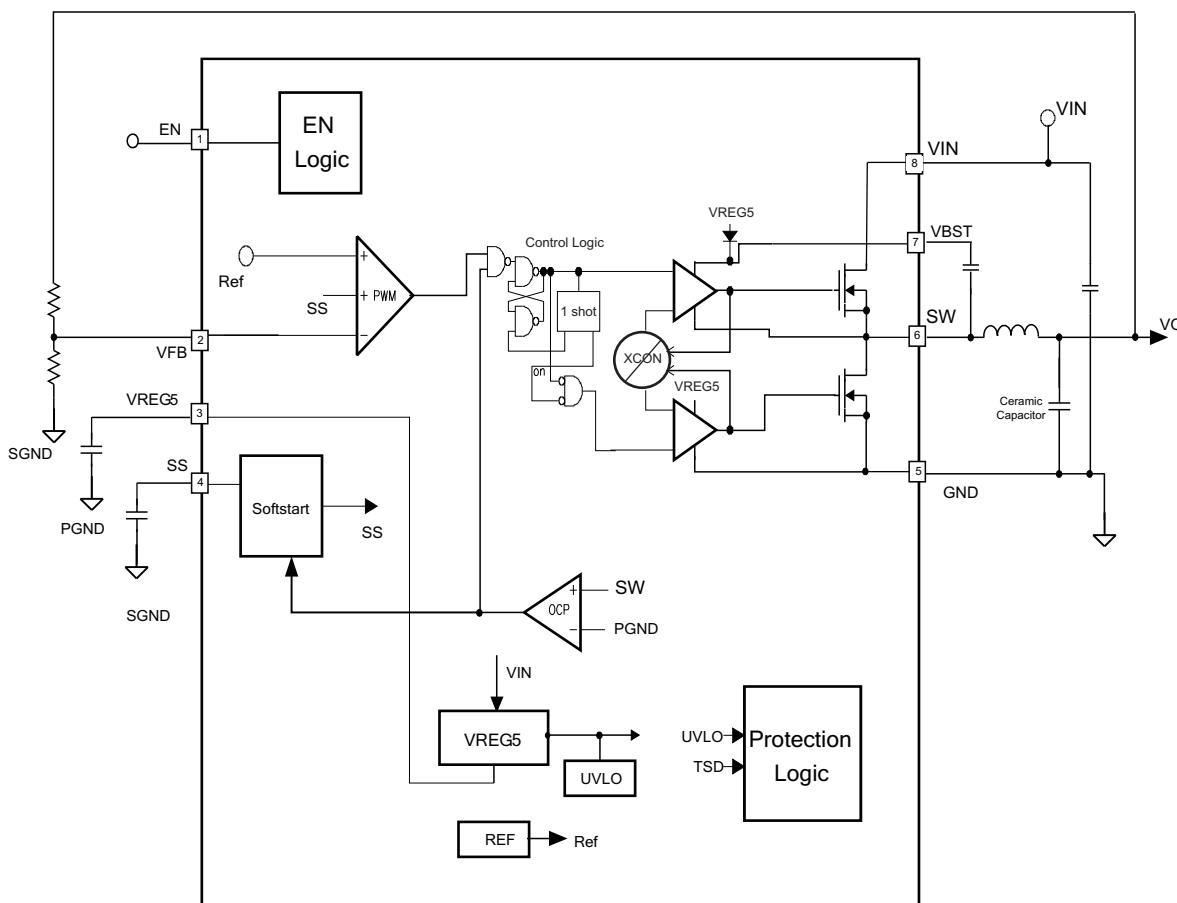 EN
1
EN
Logic
VIN
VIN
8
VREG5
VBST
7
Control Logic
Ref
+
SS
+
PWM
-
1 shot
SW
6
2
VFB
XCON
on
VREG5
VREG5
3
Ceramic
Capacitor
SGND
SS
4
5
GND
Softstart
SS
PGND
SGND
+
SW
OCP
-
PGND
VIN
VREG5
UVLO
UVLO
TSD
Protection
Logic
REF
Ref